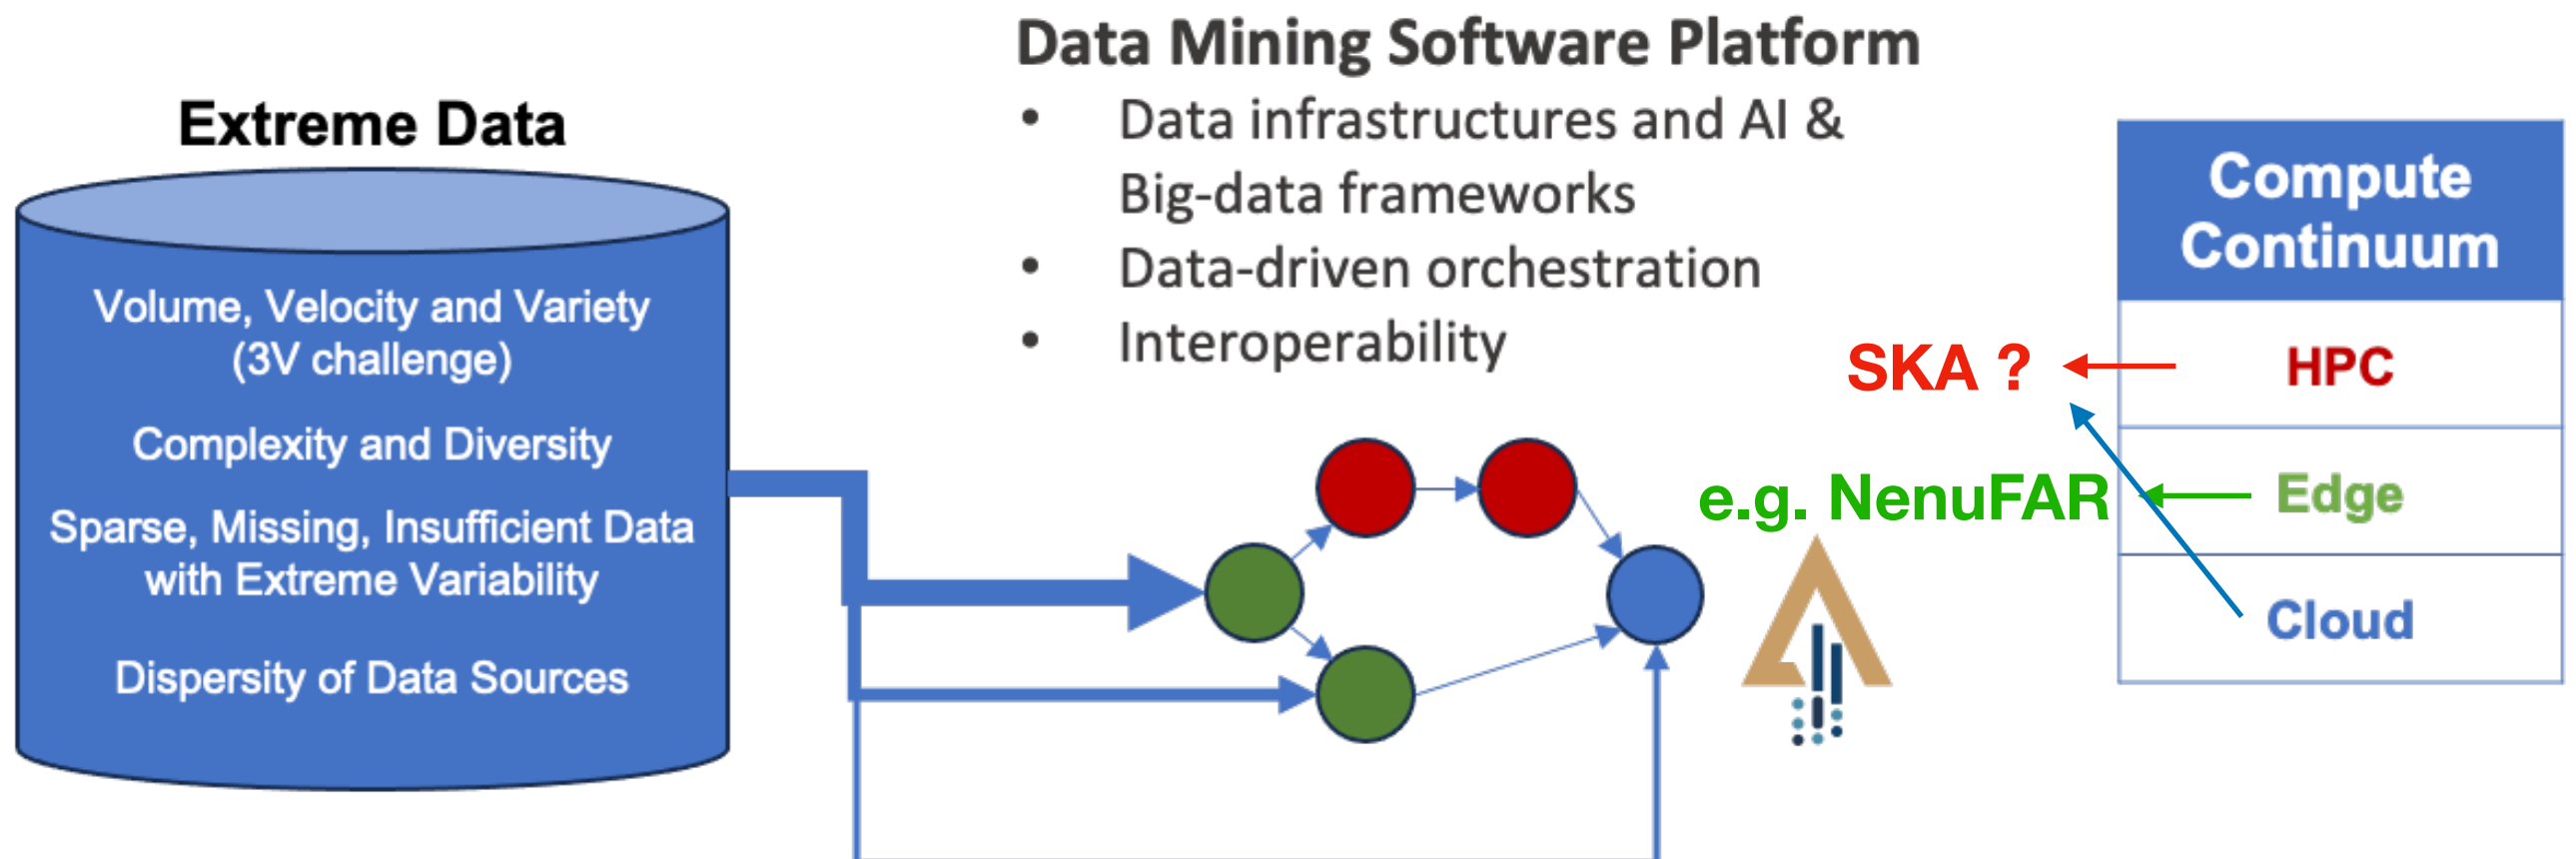 Extreme Data
Volume, Velocity and Variety
(3V challenge)
Complexity and Diversity
Sparse, Missing, Insufficient Data
with Extreme Variability
Dispersity of Data Sources
Data Mining Software Platform
• Data infrastructures and AI &
Big-data frameworks
• Data-driven orchestration
• Interoperability
SKA ?
e.g. NenuFAR
Compute
Continuum
HPC
Edge
Cloud